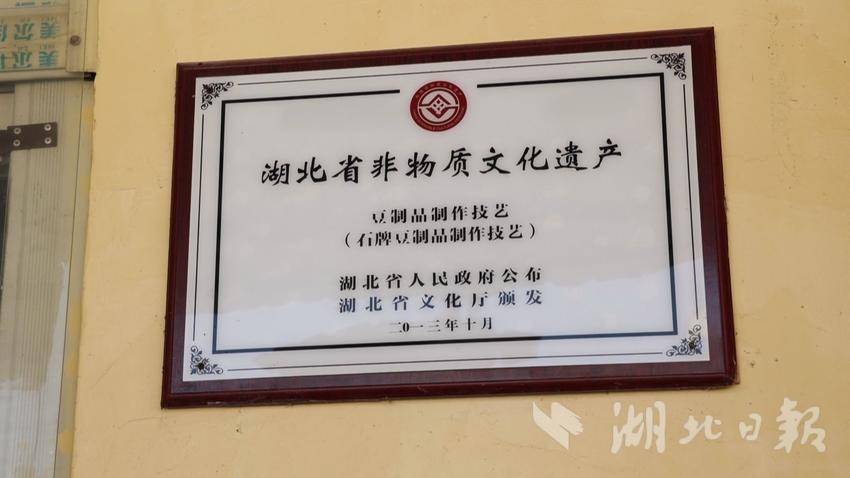 湖北省非物质文化遗产
豆制品制作技艺
（石牌豆制品制作技艺）
湖北省人民政府公布
湖北省文化厅颁发
二〇一三年十月
湖北日報